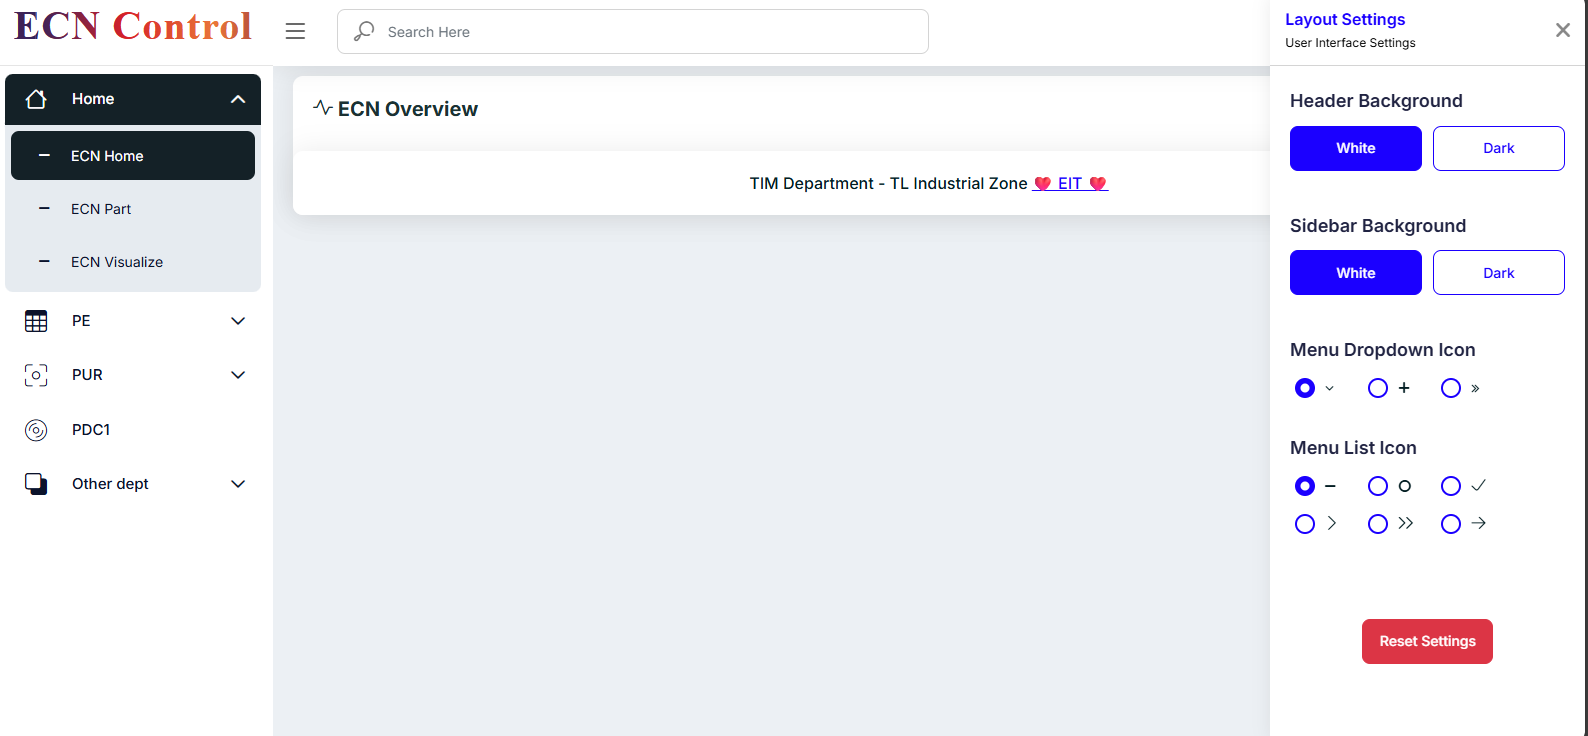 ECN Control
Search Here
Home
ECN Home
ECN Part
ECN Visualize
PE
PUR
PDC1
Other dept
ECN Overview
TIM Department - TL Industrial Zone ❤️ EIT ❤️
Layout Settings
User Interface Settings
Header Background
White Dark
Sidebar Background
White Dark
Menu Dropdown Icon
Menu List Icon
Reset Settings